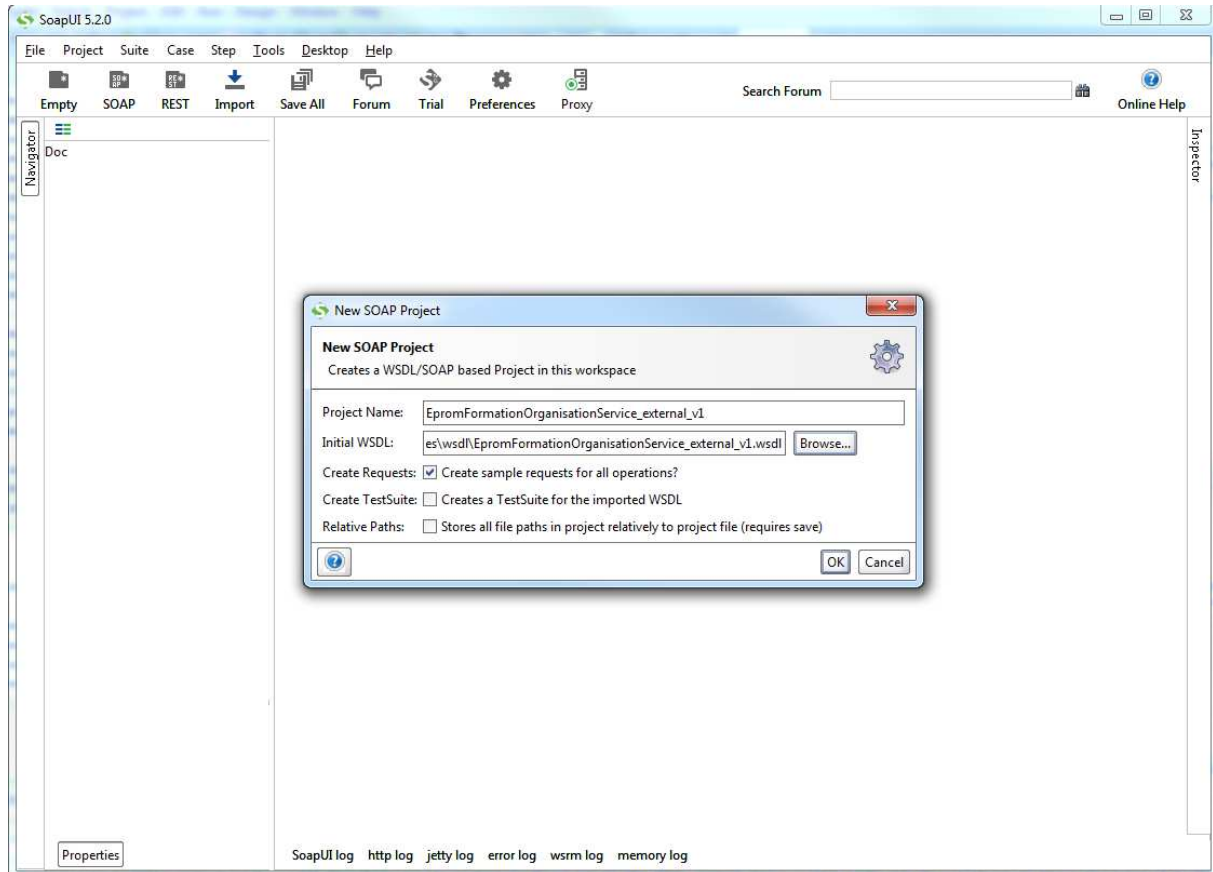 SoapUI 5.2.0
File Project Suite Case Step Tools Desktop Help
Empty SOAP REST Import Save All Forum Trial Preferences Proxy Search Forum Online Help
Navigator
Doc
Inspector
New SOAP Project
New SOAP Project
Creates a WSDL/SOAP based Project in this workspace
Project Name: EpromFormationOrganisationService_external_v1
Initial WSDL: es\wsdl\EpromFormationOrganisationService_external_v1.wsdl Browse...
Create Requests: Create sample requests for all operations?
Create TestSuite: Creates a TestSuite for the imported WSDL
Relative Paths: Stores all file paths in project relatively to project file (requires save)
OK Cancel
Properties
SoapUI log http log jetty log error log wsrm log memory log